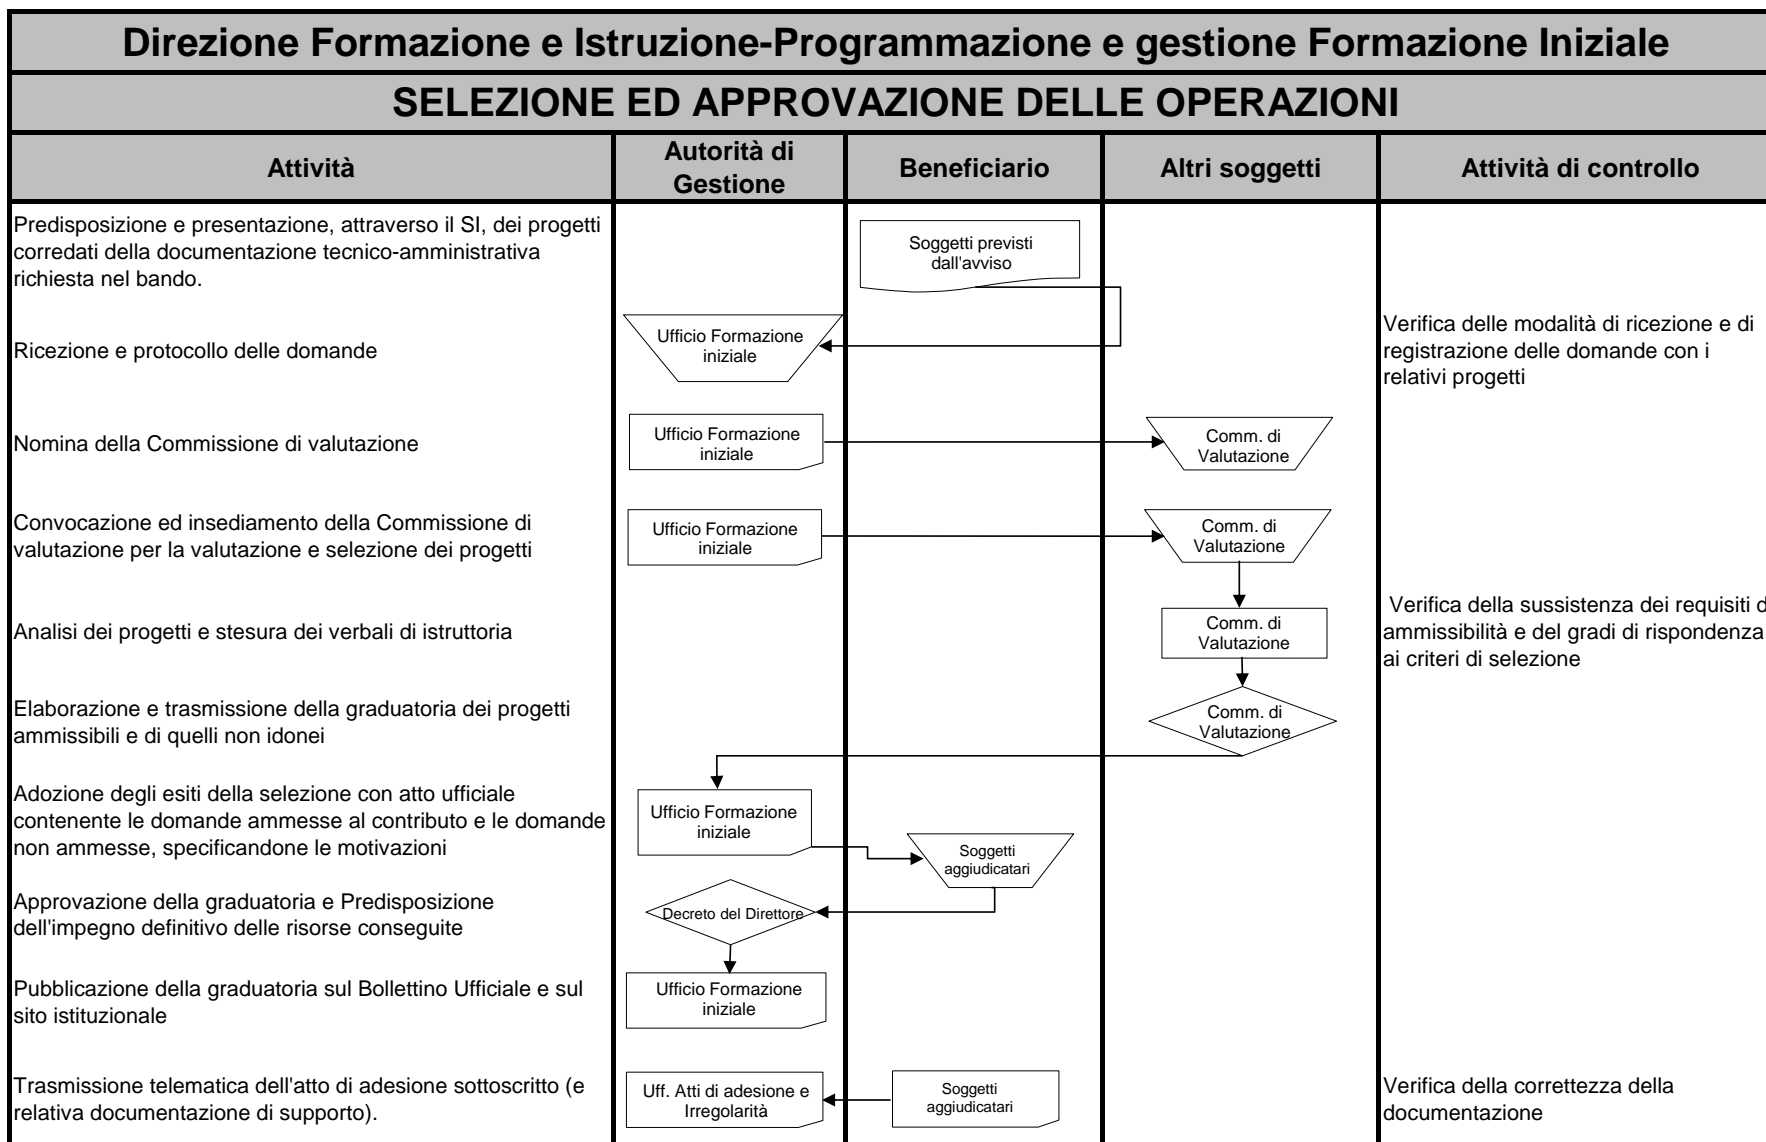 Direzione Formazione e Istruzione-Programmazione e gestione Formazione Iniziale
SELEZIONE ED APPROVAZIONE DELLE OPERAZIONI
Attività
Autorità di
Gestione
Beneficiario
Altri soggetti
Attività di controllo
Predisposizione e presentazione, attraverso il SI, dei progetti
corredati della documentazione tecnico-amministrativa
richiesta nel bando.
Soggetti previsti
dall'avviso
Ricezione e protocollo delle domande
Ufficio Formazione
iniziale
Verifica delle modalità di ricezione e di
registrazione delle domande con i
relativi progetti
Nomina della Commissione di valutazione
Ufficio Formazione
iniziale
Comm. di
Valutazione
Convocazione ed insediamento della Commissione di
valutazione per la valutazione e selezione dei progetti
Ufficio Formazione
iniziale
Comm. di
Valutazione
Analisi dei progetti e stesura dei verbali di istruttoria
Comm. di
Valutazione
Verifica della sussistenza dei requisiti d
ammissibilità e del gradi di rispondenza
ai criteri di selezione
Elaborazione e trasmissione della graduatoria dei progetti
ammissibili e di quelli non idonei
Comm. di
Valutazione
Adozione degli esiti della selezione con atto ufficiale
contenente le domande ammesse al contributo e le domande
non ammesse, specificandone le motivazioni
Ufficio Formazione
iniziale
Soggetti
aggiudicatari
Approvazione della graduatoria e Predisposizione
dell'impegno definitivo delle risorse conseguite
Decreto del Direttore
Pubblicazione della graduatoria sul Bollettino Ufficiale e sul
sito istituzionale
Ufficio Formazione
iniziale
Trasmissione telematica dell'atto di adesione sottoscritto (e
relativa documentazione di supporto).
Uff. Atti di adesione e
Irregolarità
Soggetti
aggiudicatari
Verifica della correttezza della
documentazione